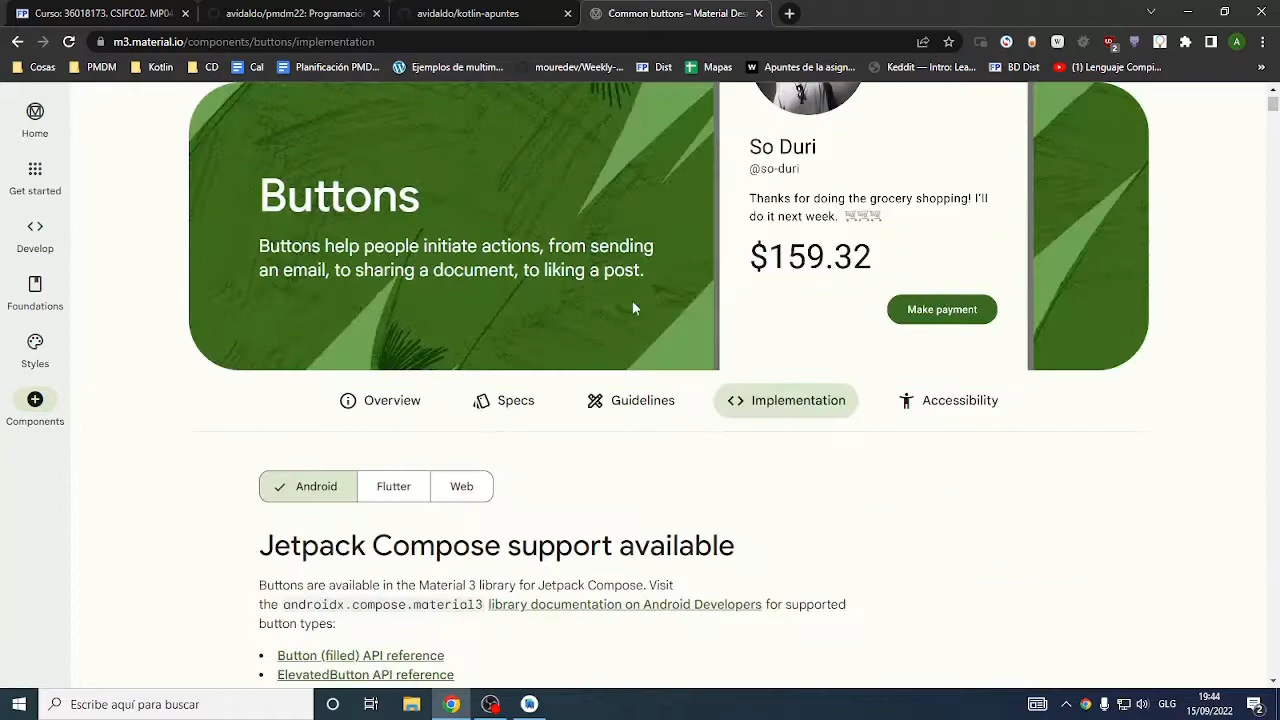 Curso: 36018173. CSIFC02. MP04
avidaldo/pmdm22: Programación
avidaldo/kotlin-apuntes
Common buttons – Material Des
m3.material.io/components/buttons/implementation
2
A
Cosas
PMDM
Kotlin
CD
Cal
Planificación PMD...
Ejemplos de multim...
mouredev/Weekly-...
Dist
Mapas
Apuntes de la asign...
Keddit — Intro: Lea...
BD Dist
(1) Lenguaje Compi...
»
Home
Get started
Develop
Foundations
Styles
Components
Buttons
Buttons help people initiate actions, from sending
an email, to sharing a document, to liking a post.
So Duri
@so-duri
Thanks for doing the grocery shopping! I'll
do it next week.
$159.32
Make payment
Overview
Specs
Guidelines
Implementation
Accessibility
Android
Flutter
Web
Jetpack Compose support available
Buttons are available in the Material 3 library for Jetpack Compose. Visit
the androidx.compose.material3 library documentation on Android Developers for supported
button types:
• Button (filled) API reference
• ElevatedButton API reference
Escribe aquí para buscar
GLG
19:44
15/09/2022
2